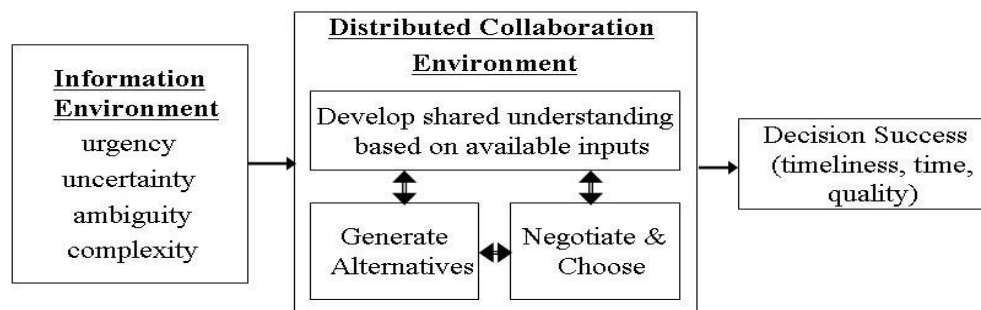 Information
Environment
urgency
uncertainty
ambiguity
complexity
Distributed Collaboration
Environment
Develop shared understanding
based on available inputs
Generate
Alternatives
Negotiate &
Choose
Decision Success
(timeliness, time,
quality)